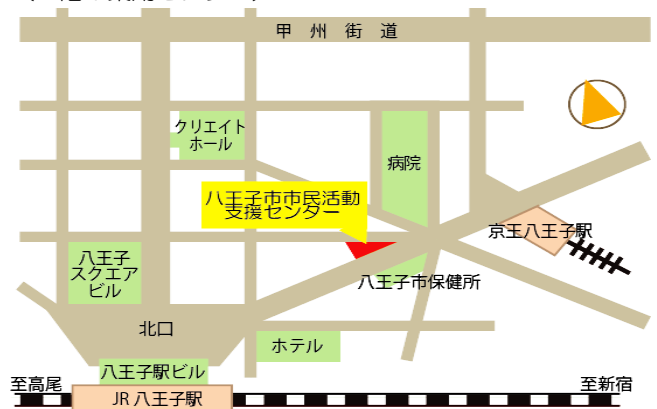 甲州街道
クリエイト
ホール
病院
八王子市市民活動
支援センター
京王八王子駅
八王子
スクエア
ビル
八王子市保健所
北口
ホテル
八王子駅ビル
至高尾
至新宿
JR八王子駅